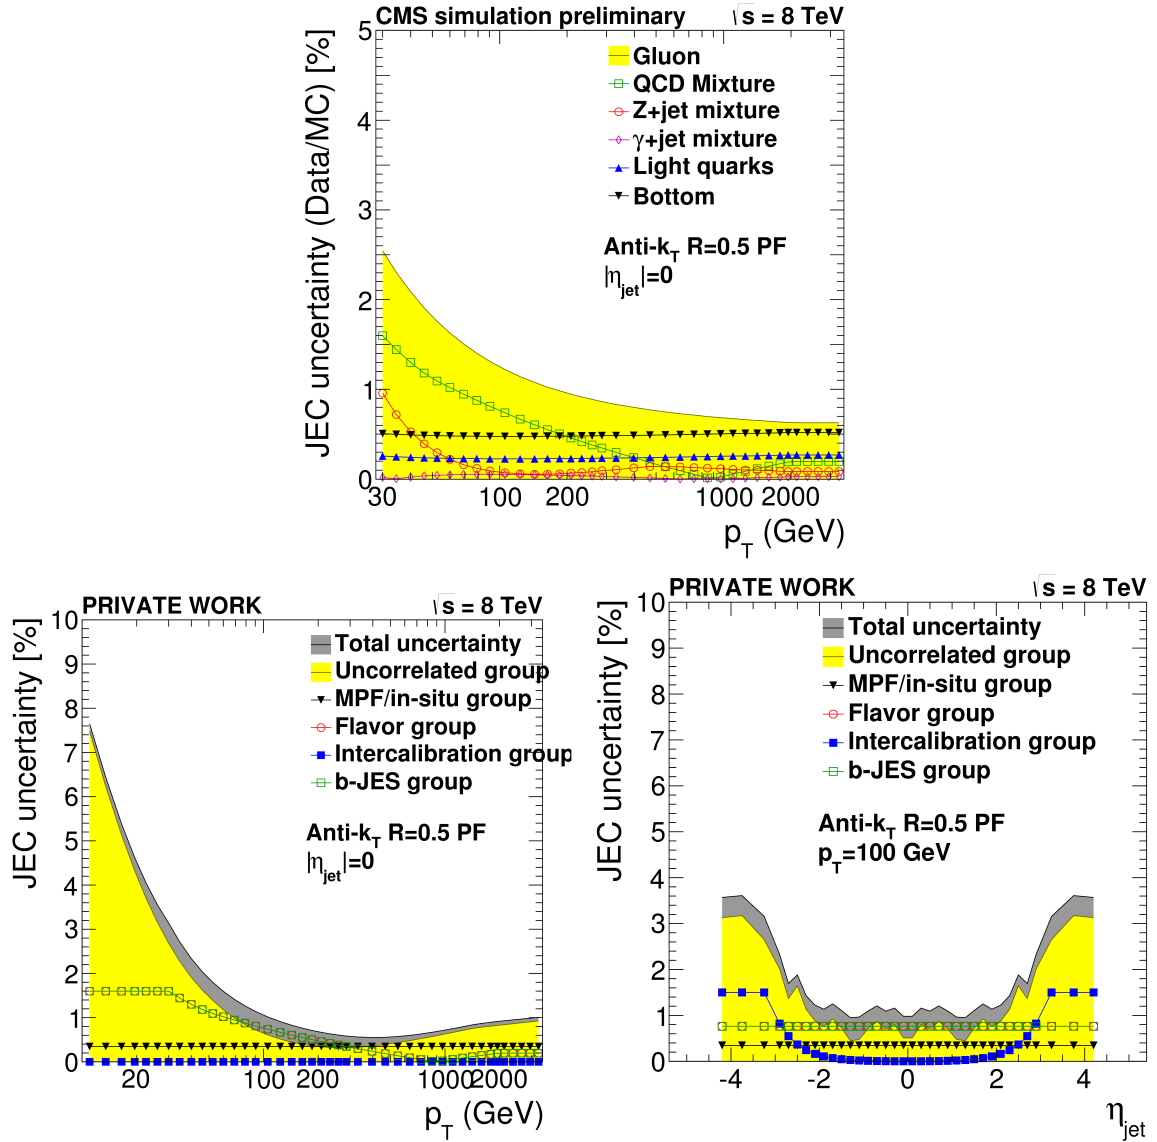 CMS simulation preliminary √s = 8 TeV
JEC uncertainty (Data/MC) [%]
5
4
3
2
1
0
Gluon
QCD Mixture
Z+jet mixture
γ+jet mixture
Light quarks
Bottom
Anti-kT R=0.5 PF
|ηjet|=0
30 100 200 1000 2000
pT (GeV)
PRIVATE WORK √s = 8 TeV
JEC uncertainty [%]
10
9
8
7
6
5
4
3
2
1
0
Total uncertainty
Uncorrelated group
MPF/in-situ group
Flavor group
Intercalibration group
b-JES group
Anti-kT R=0.5 PF
|ηjet|=0
20 100 200 1000 2000
pT (GeV)
PRIVATE WORK √s = 8 TeV
JEC uncertainty [%]
10
9
8
7
6
5
4
3
2
1
0
Total uncertainty
Uncorrelated group
MPF/in-situ group
Flavor group
Intercalibration group
b-JES group
Anti-kT R=0.5 PF
pT=100 GeV
-4 -2 0 2 4
ηjet